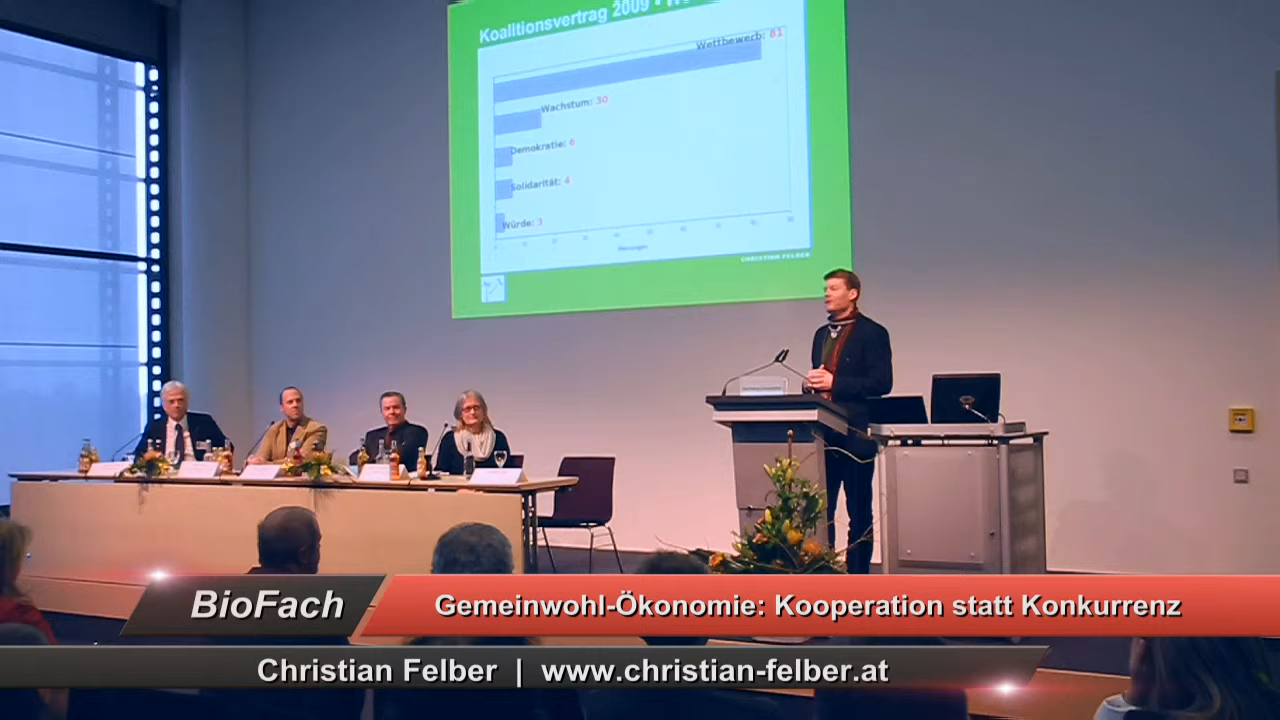 Koalitionsvertrag 2009
Wettbewerb: 81
Wachstum: 30
Demokratie: 6
Solidarität: 4
Würde: 3
CHRISTIAN FELBER
BioFach
Gemeinwohl-Ökonomie: Kooperation statt Konkurrenz
Christian Felber | www.christian-felber.at